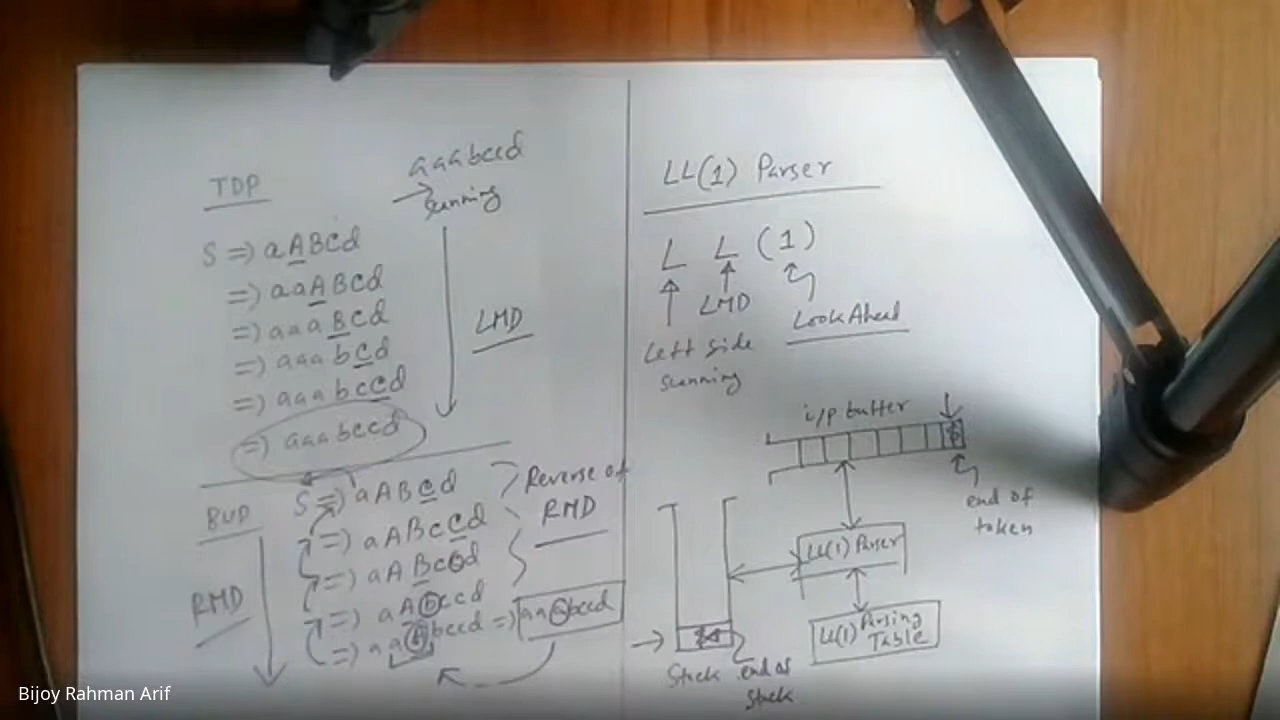 TDP
aaabccd
scanning
S => aABCd
=> aaABCd
=> aaaBCd
=> aaabCd
=> aaabcCd
=> aaabccd
LMD
BUP
RMD
S => aABCd
=> aABcCd
=> aABccd
=> aAbccd
=> aaAbccd => aaabccd
Reverse of
RMD
LL(1) Parser
L L (1)
LMD
Look Ahead
Left side
scanning
i/p buffer
$
end of
token
LL(1) Parser
LL(1) Parsing
Table
Stack
end of
stack
Bijoy Rahman Arif